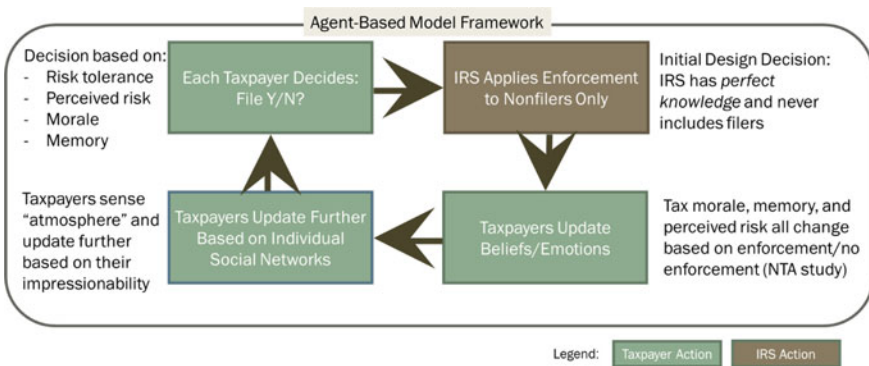 Agent-Based Model Framework
Decision based on:
- Risk tolerance
- Perceived risk
- Morale
- Memory
Each Taxpayer Decides:
File Y/N?
IRS Applies Enforcement
to Nonfilers Only
Initial Design Decision:
IRS has perfect
knowledge and never
includes filers
Taxpayers sense
“atmosphere” and
update further
based on their
impressionability
Taxpayers Update Further
Based on Individual
Social Networks
Taxpayers Update
Beliefs/Emotions
Tax morale, memory, and
perceived risk all change
based on enforcement/no
enforcement (NTA study)
Legend:
Taxpayer Action
IRS Action